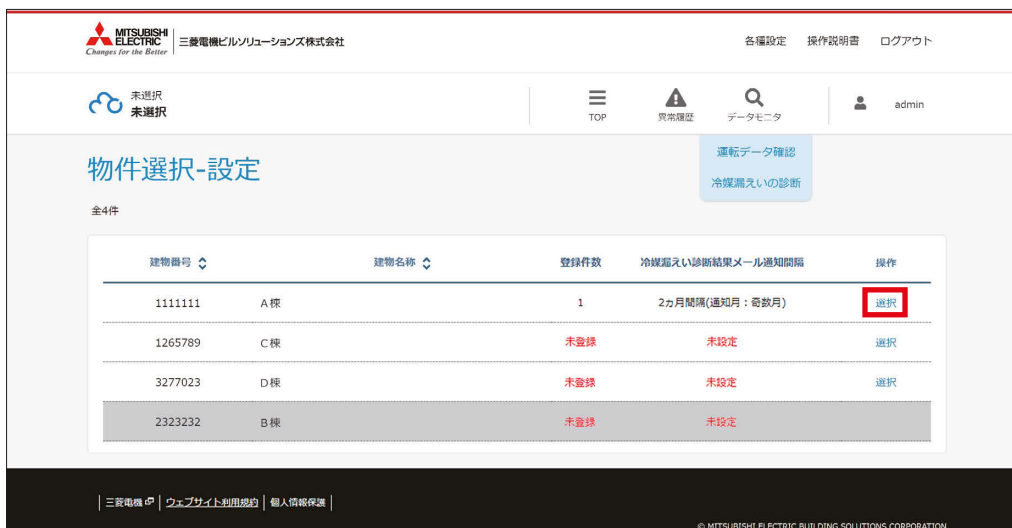 MITSUBISHI ELECTRIC
Changes for the Better
三菱電機ビルソリューションズ株式会社
各種設定 操作説明書 ログアウト
未選択
未選択
TOP 異常履歴 データモニタ admin
運転データ確認
冷媒漏えいの診断
物件選択-設定
全4件
建物番号 建物名称 登録件数 冷媒漏えい診断結果メール通知間隔 操作
1111111 A棟 1 2ヵ月間隔(通知月：奇数月) 選択
1265789 C棟 未登録 未設定 選択
3277023 D棟 未登録 未設定 選択
2323232 B棟 未登録 未設定
三菱電機 | ウェブサイト利用規約 | 個人情報保護
© MITSUBISHI ELECTRIC BUILDING SOLUTIONS CORPORATION